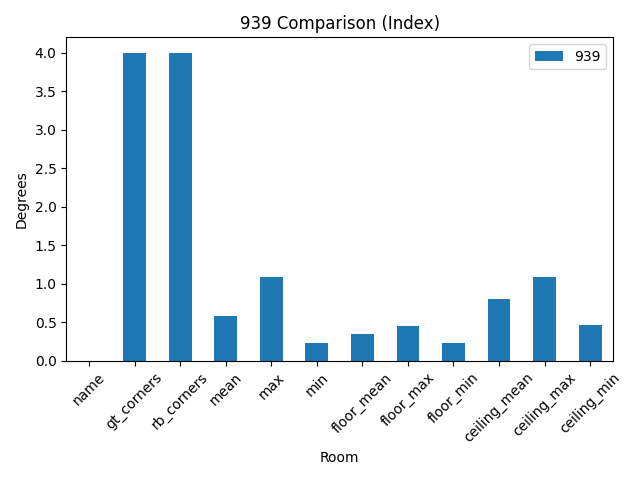 939 Comparison (Index)
939
Degrees
4.0
3.5
3.0
2.5
2.0
1.5
1.0
0.5
0.0
name
gt_corners
rb_corners
mean
max
min
floor_mean
floor_max
floor_min
ceiling_mean
ceiling_max
ceiling_min
Room